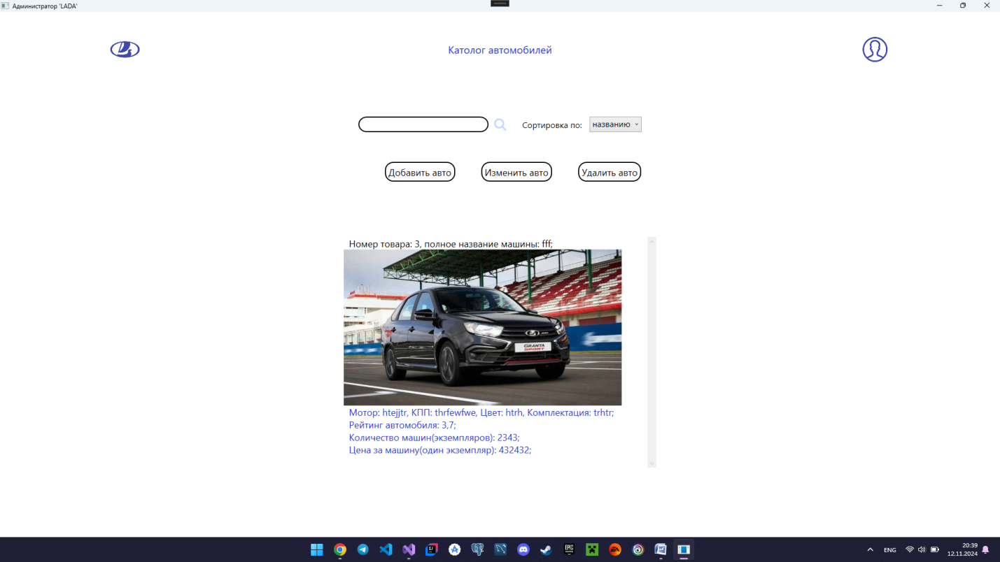 Администратор 'LADA'
Католог автомобилей
Сортировка по: названию
Добавить авто Изменить авто Удалить авто
Номер товара: 3, полное название машины: fff;
GRANTA
SPORT
Мотор: htejjtr, КПП: thrfewfwe, Цвет: htrh, Комплектация: trhtr;
Рейтинг автомобиля: 3,7;
Количество машин(экземпляров): 2343;
Цена за машину(один экземпляр): 432432;
EPIC
EA
ENG
20:39
12.11.2024